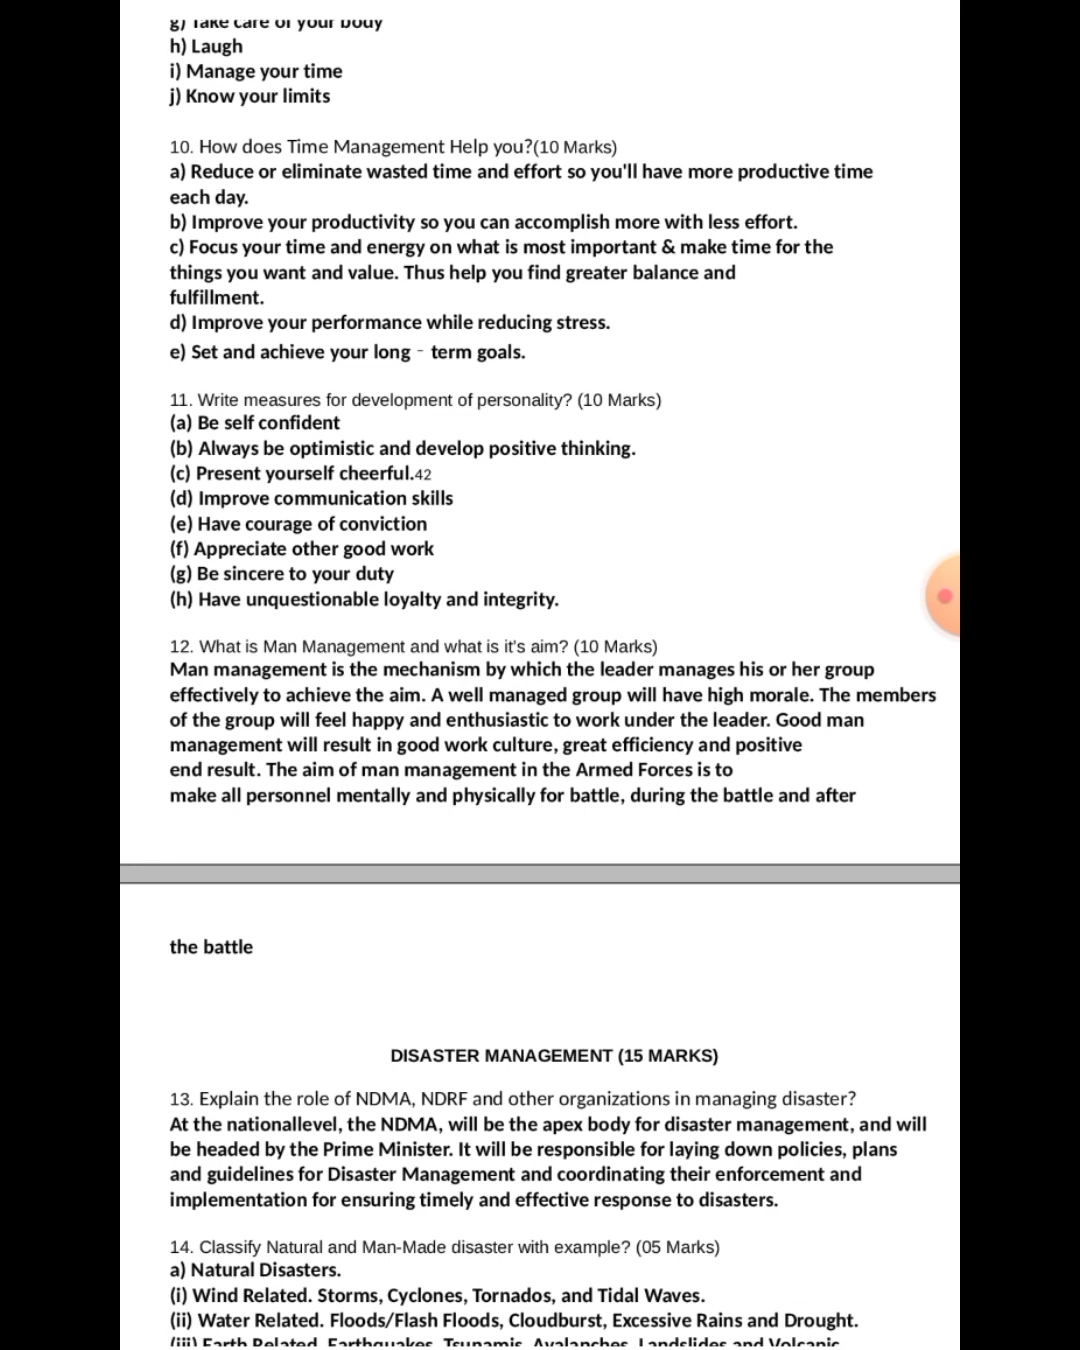 g) Take care of your body
h) Laugh
i) Manage your time
j) Know your limits
10. How does Time Management Help you?(10 Marks)
a) Reduce or eliminate wasted time and effort so you'll have more productive time
each day.
b) Improve your productivity so you can accomplish more with less effort.
c) Focus your time and energy on what is most important & make time for the
things you want and value. Thus help you find greater balance and
fulfillment.
d) Improve your performance while reducing stress.
e) Set and achieve your long - term goals.
11. Write measures for development of personality? (10 Marks)
(a) Be self confident
(b) Always be optimistic and develop positive thinking.
(c) Present yourself cheerful.42
(d) Improve communication skills
(e) Have courage of conviction
(f) Appreciate other good work
(g) Be sincere to your duty
(h) Have unquestionable loyalty and integrity.
12. What is Man Management and what is it's aim? (10 Marks)
Man management is the mechanism by which the leader manages his or her group
effectively to achieve the aim. A well managed group will have high morale. The members
of the group will feel happy and enthusiastic to work under the leader. Good man
management will result in good work culture, great efficiency and positive
end result. The aim of man management in the Armed Forces is to
make all personnel mentally and physically for battle, during the battle and after
the battle
DISASTER MANAGEMENT (15 MARKS)
13. Explain the role of NDMA, NDRF and other organizations in managing disaster?
At the nationallevel, the NDMA, will be the apex body for disaster management, and will
be headed by the Prime Minister. It will be responsible for laying down policies, plans
and guidelines for Disaster Management and coordinating their enforcement and
implementation for ensuring timely and effective response to disasters.
14. Classify Natural and Man-Made disaster with example? (05 Marks)
a) Natural Disasters.
(i) Wind Related. Storms, Cyclones, Tornados, and Tidal Waves.
(ii) Water Related. Floods/Flash Floods, Cloudburst, Excessive Rains and Drought.
(iii) Earth Related. Earthquakes, Tsunamis, Avalanches, Landslides and Volcanic